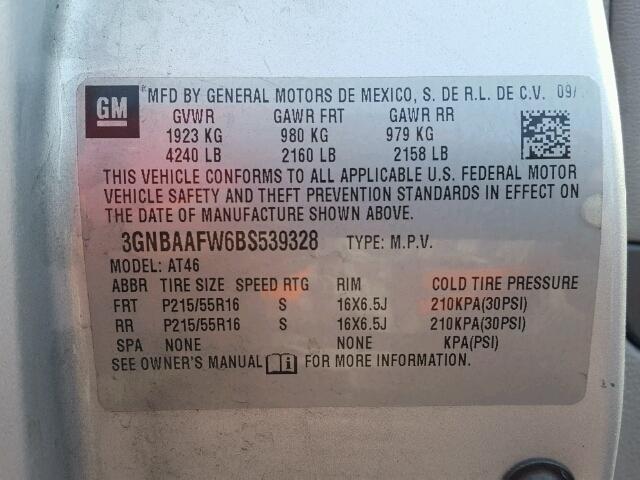 GM
*MFD BY GENERAL MOTORS DE MEXICO, S. DE R.L. DE C.V. 09/
GVWR GAWR FRT GAWR RR
1923 KG 980 KG 979 KG
4240 LB 2160 LB 2158 LB
THIS VEHICLE CONFORMS TO ALL APPLICABLE U.S. FEDERAL MOTOR
VEHICLE SAFETY AND THEFT PREVENTION STANDARDS IN EFFECT ON
THE DATE OF MANUFACTURE SHOWN ABOVE.
3GNBAAFW6BS539328 TYPE: M.P.V.
MODEL: AT46
ABBR TIRE SIZE SPEED RTG RIM COLD TIRE PRESSURE
FRT P215/55R16 S 16X6.5J 210KPA(30PSI)
RR P215/55R16 S 16X6.5J 210KPA(30PSI)
SPA NONE NONE KPA(PSI)
SEE OWNER'S MANUAL FOR MORE INFORMATION.